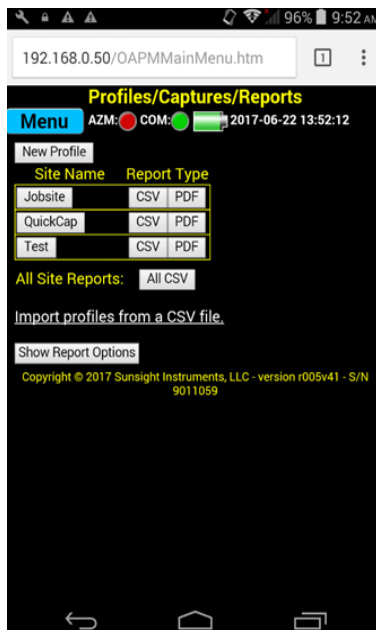 96% 9:52 AM
192.168.0.50/OAPMMainMenu.htm 1
Profiles/Captures/Reports
Menu AZM: COM: 2017-06-22 13:52:12
New Profile
Site Name Report Type
Jobsite CSV PDF
QuickCap CSV PDF
Test CSV PDF
All Site Reports: All CSV
Import profiles from a CSV file.
Show Report Options
Copyright © 2017 Sunsight Instruments, LLC - version r005v41 - S/N
9011059